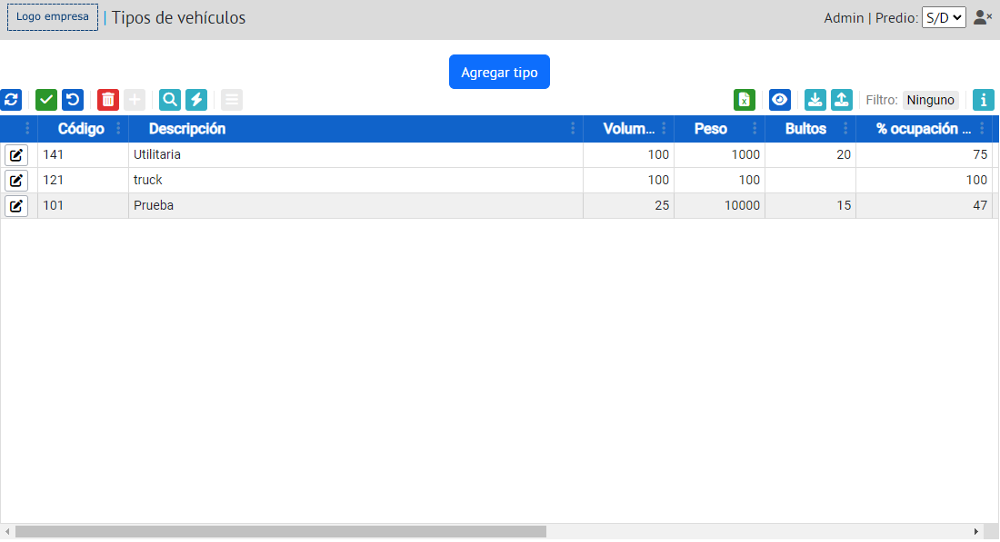 Logo empresa | Tipos de vehículos Admin | Predio: S/D
Agregar tipo
Filtro: Ninguno
Código Descripción Volum... Peso Bultos % ocupación ...
141 Utilitaria 100 1000 20 75
121 truck 100 100 100
101 Prueba 25 10000 15 47